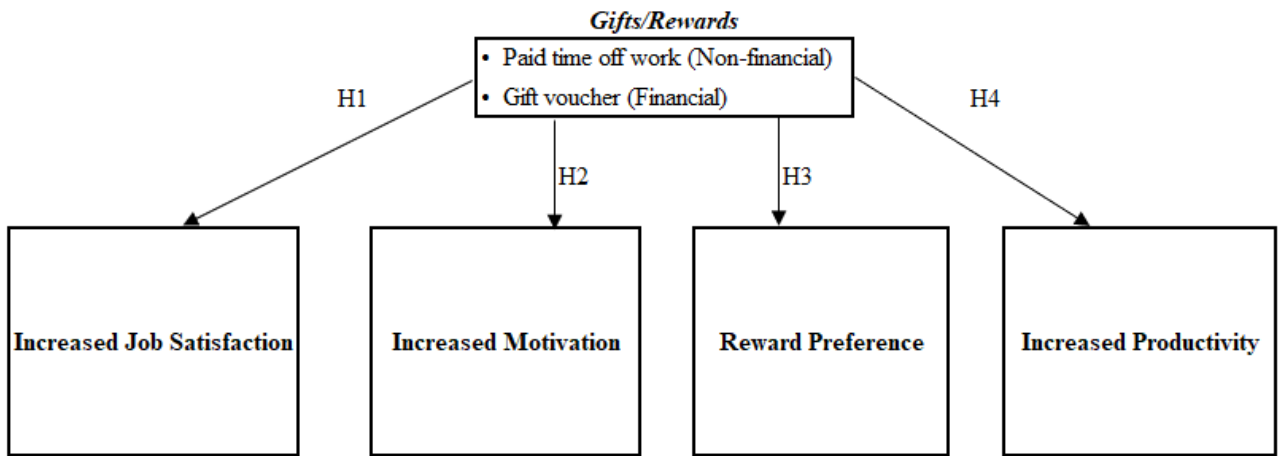 Gifts/Rewards
• Paid time off work (Non-financial)
• Gift voucher (Financial)
H1
H4
H2
H3
Increased Job Satisfaction
Increased Motivation
Reward Preference
Increased Productivity